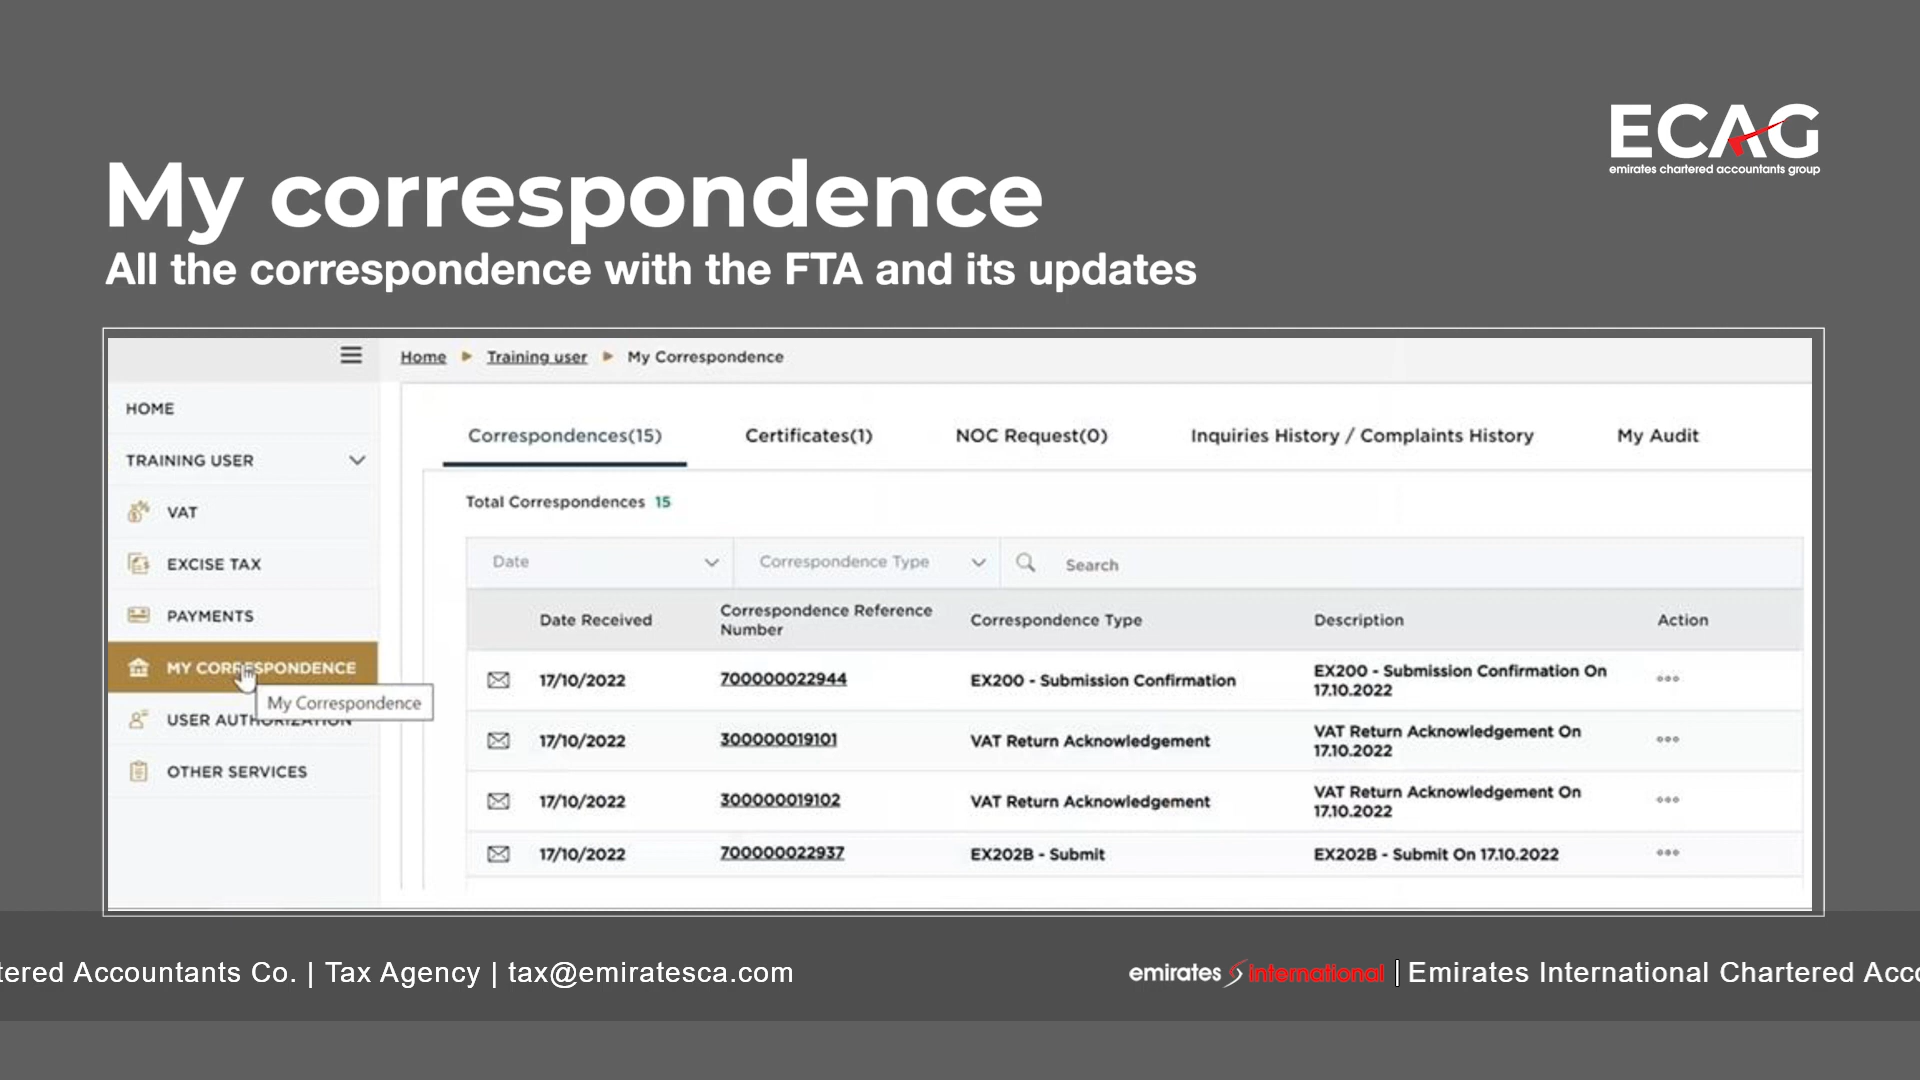 ECAG
emirates chartered accountants group
My correspondence
All the correspondence with the FTA and its updates
Home Training user My Correspondence
HOME
TRAINING USER
VAT
EXCISE TAX
PAYMENTS
MY CORRESPONDENCE
My Correspondence
USER AUTHORIZATION
OTHER SERVICES
Correspondences(15) Certificates(1) NOC Request(0) Inquiries History / Complaints History My Audit
Total Correspondences 15
Date Correspondence Type Search
Date Received Correspondence Reference Number Correspondence Type Description Action
17/10/2022 700000022944 EX200 - Submission Confirmation EX200 - Submission Confirmation On
17.10.2022
17/10/2022 300000019101 VAT Return Acknowledgement VAT Return Acknowledgement On
17.10.2022
17/10/2022 300000019102 VAT Return Acknowledgement VAT Return Acknowledgement On
17.10.2022
17/10/2022 700000022937 EX202B - Submit EX202B - Submit On 17.10.2022
tered Accountants Co. | Tax Agency | tax@emiratesca.com emirates international | Emirates International Chartered Acco